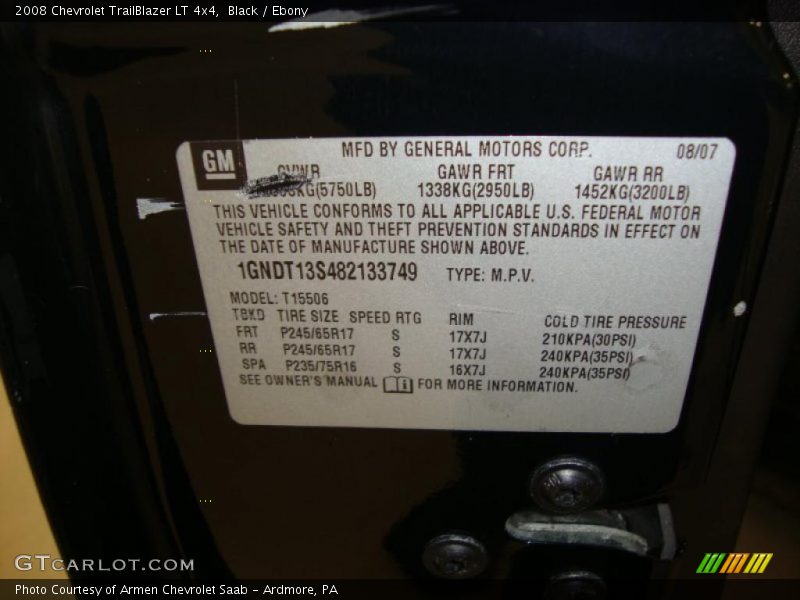 2008 Chevrolet TrailBlazer LT 4x4, Black / Ebony
GM
MFD BY GENERAL MOTORS CORP. 08/07
GVWR GAWR FRT GAWR RR
KG(5750LB) 1338KG(2950LB) 1452KG(3200LB)
THIS VEHICLE CONFORMS TO ALL APPLICABLE U.S. FEDERAL MOTOR
VEHICLE SAFETY AND THEFT PREVENTION STANDARDS IN EFFECT ON
THE DATE OF MANUFACTURE SHOWN ABOVE.
1GNDT13S482133749 TYPE: M.P.V.
MODEL: T15506
TBKD TIRE SIZE SPEED RTG RIM COLD TIRE PRESSURE
FRT P245/65R17 S 17X7J 210KPA(30PSI)
RR P245/65R17 S 17X7J 240KPA(35PSI)
SPA P235/75R16 S 16X7J 240KPA(35PSI)
SEE OWNER'S MANUAL FOR MORE INFORMATION.
GTCARLOT.COM
Photo Courtesy of Armen Chevrolet Saab - Ardmore, PA